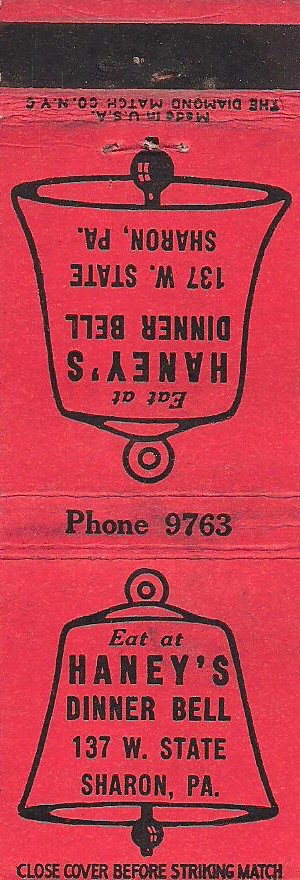 Made in U.S.A.
THE DIAMOND MATCH CO. N.Y.C
Eat at
HANEY'S
DINNER BELL
137 W. STATE
SHARON, PA.
Phone 9763
Eat at
HANEY'S
DINNER BELL
137 W. STATE
SHARON, PA.
CLOSE COVER BEFORE STRIKING MATCH